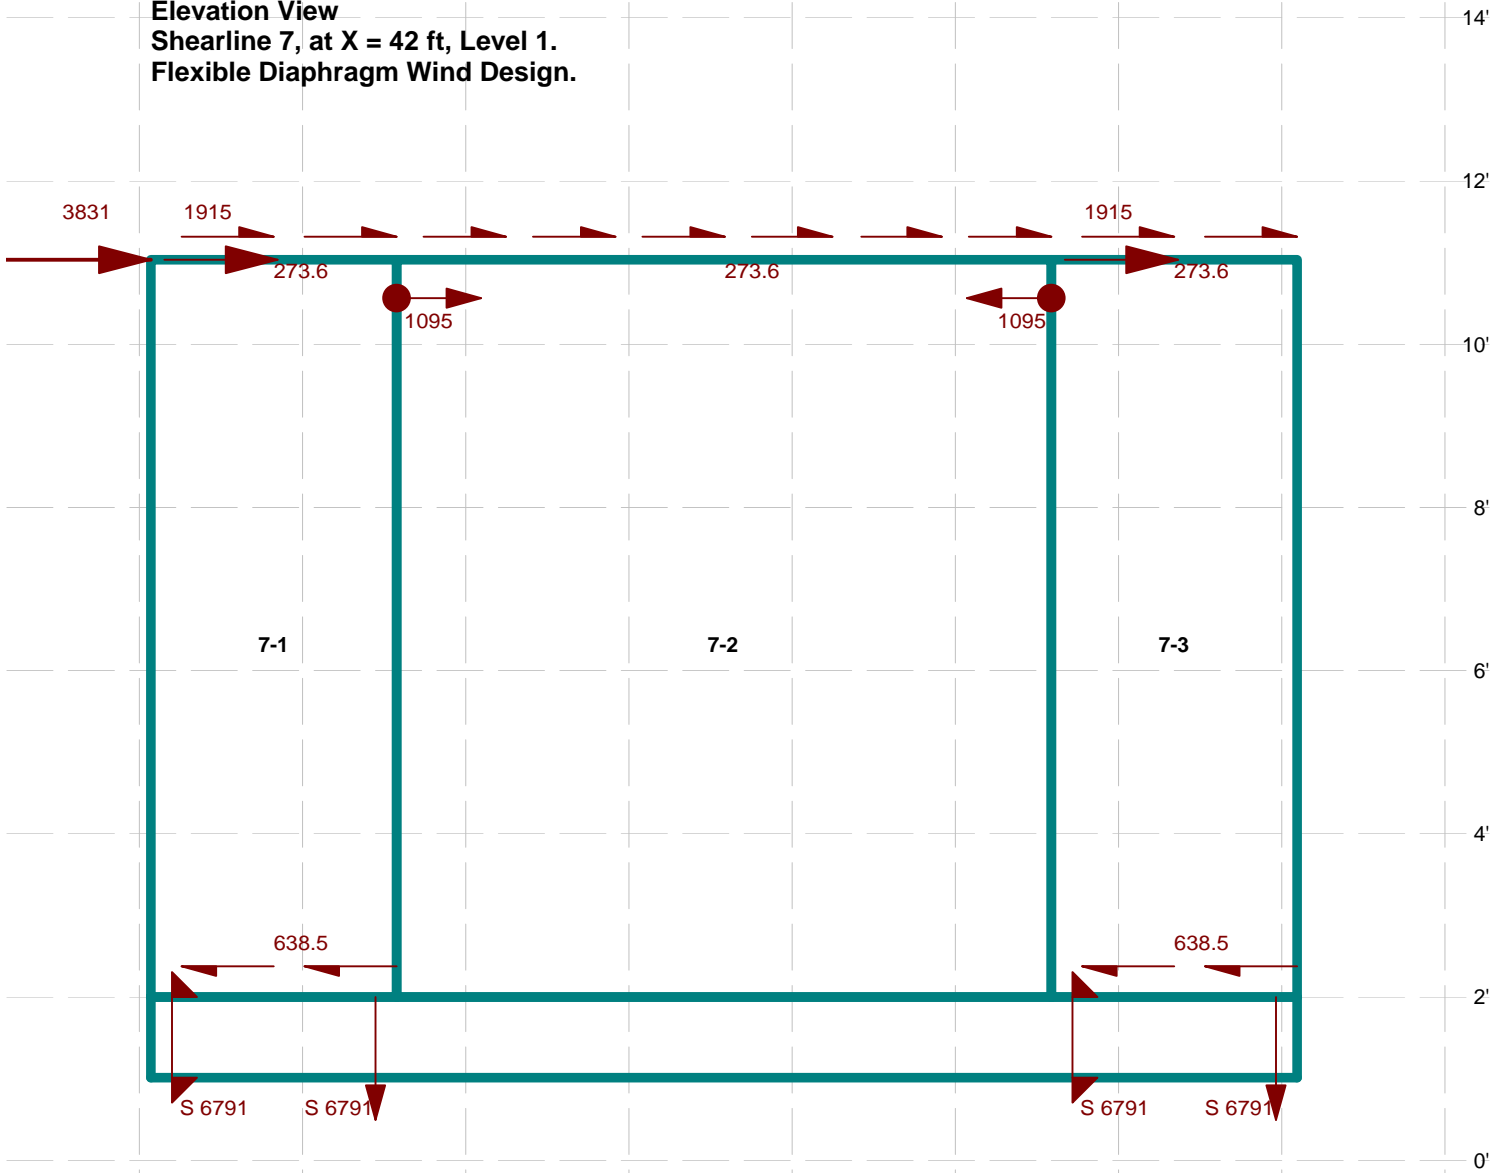 Elevation View
Shearline 7, at X = 42 ft, Level 1.
Flexible Diaphragm Wind Design.
14'
12'
3831 1915 1915
273.6 273.6 273.6
1095 1095
10'
8'
7-1 7-2 7-3
6'
4'
638.5 638.5
2'
S 6791 S 6791 S 6791 S 6791
0'